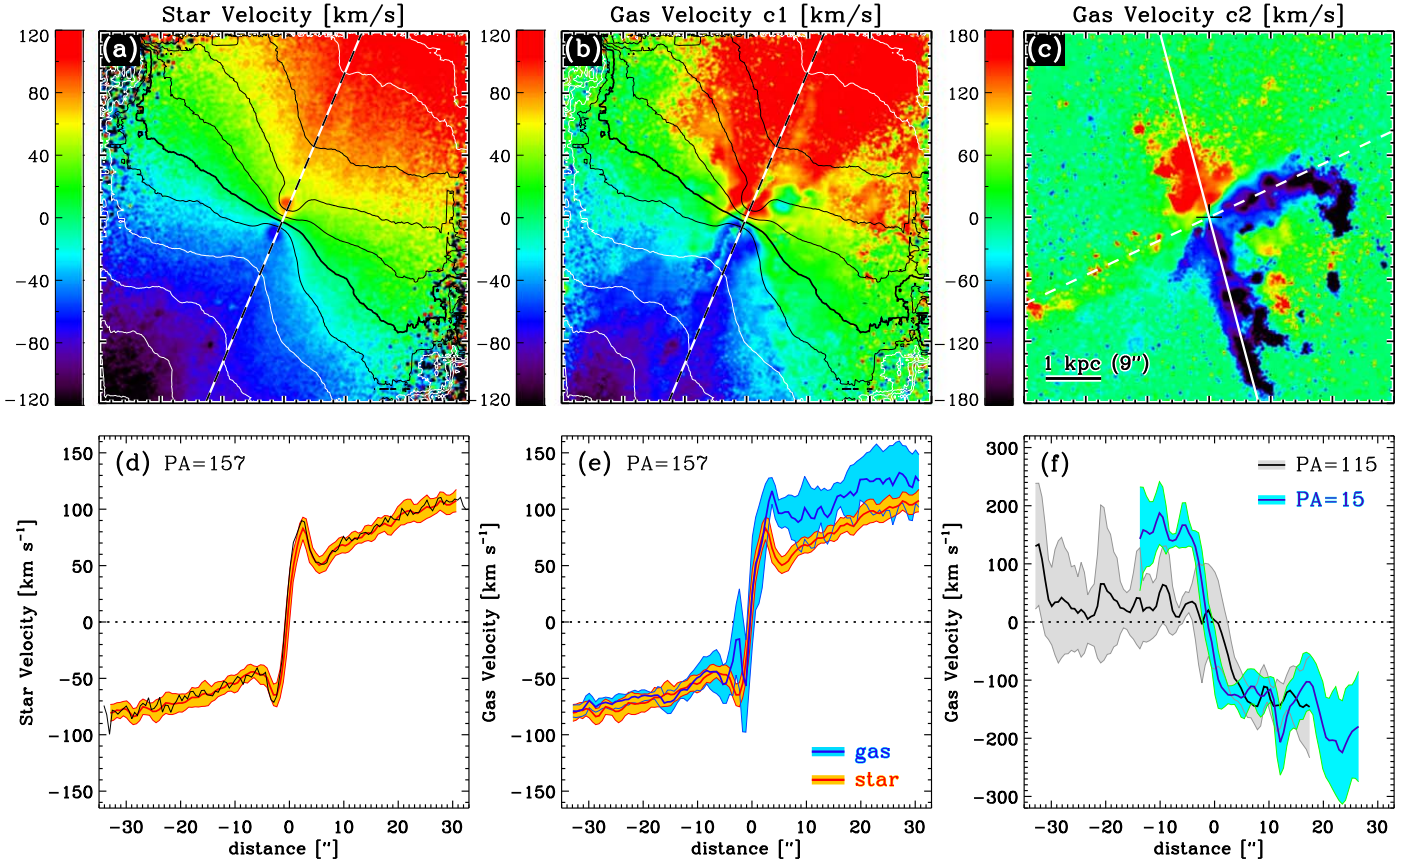 Star Velocity [km/s]
Gas Velocity c1 [km/s]
Gas Velocity c2 [km/s]
120
80
40
0
−40
−80
−120
(a)
120
80
40
0
−40
−80
−120
(b)
180
120
60
0
−60
−120
−180
(c)
1 kpc (9″)
(d) PA=157
Star Velocity [km s⁻¹]
150
100
50
0
−50
−100
−150
−30 −20 −10 0 10 20 30
distance [″]
(e) PA=157
Gas Velocity [km s⁻¹]
150
100
50
0
−50
−100
−150
gas
star
−30 −20 −10 0 10 20 30
distance [″]
(f)
PA=115
PA=15
Gas Velocity [km s⁻¹]
300
200
100
0
−100
−200
−300
−30 −20 −10 0 10 20 30
distance [″]